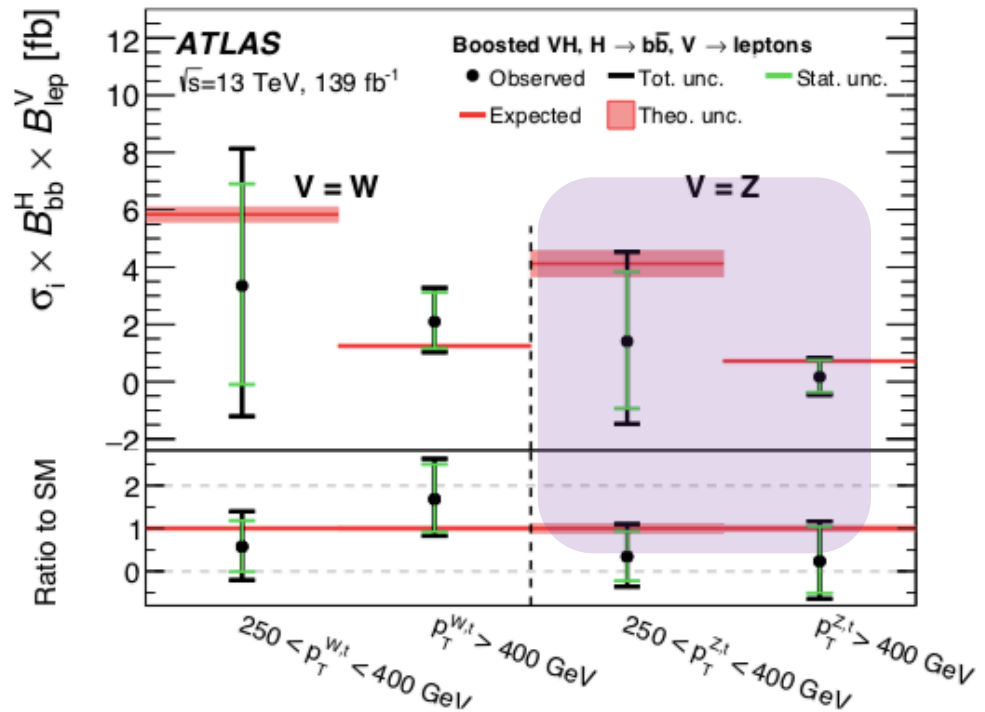 σᵢ × B^H_bb × B^V_lep [fb]
12
10
8
6
4
2
0
−2
ATLAS
√s=13 TeV, 139 fb⁻¹
Boosted VH, H → bb̅, V → leptons
Observed Tot. unc. Stat. unc.
Expected Theo. unc.
V = W
V = Z
Ratio to SM
2
1
0
250 < p_T^{W,t} < 400 GeV
p_T^{W,t} > 400 GeV
250 < p_T^{Z,t} < 400 GeV
p_T^{Z,t} > 400 GeV